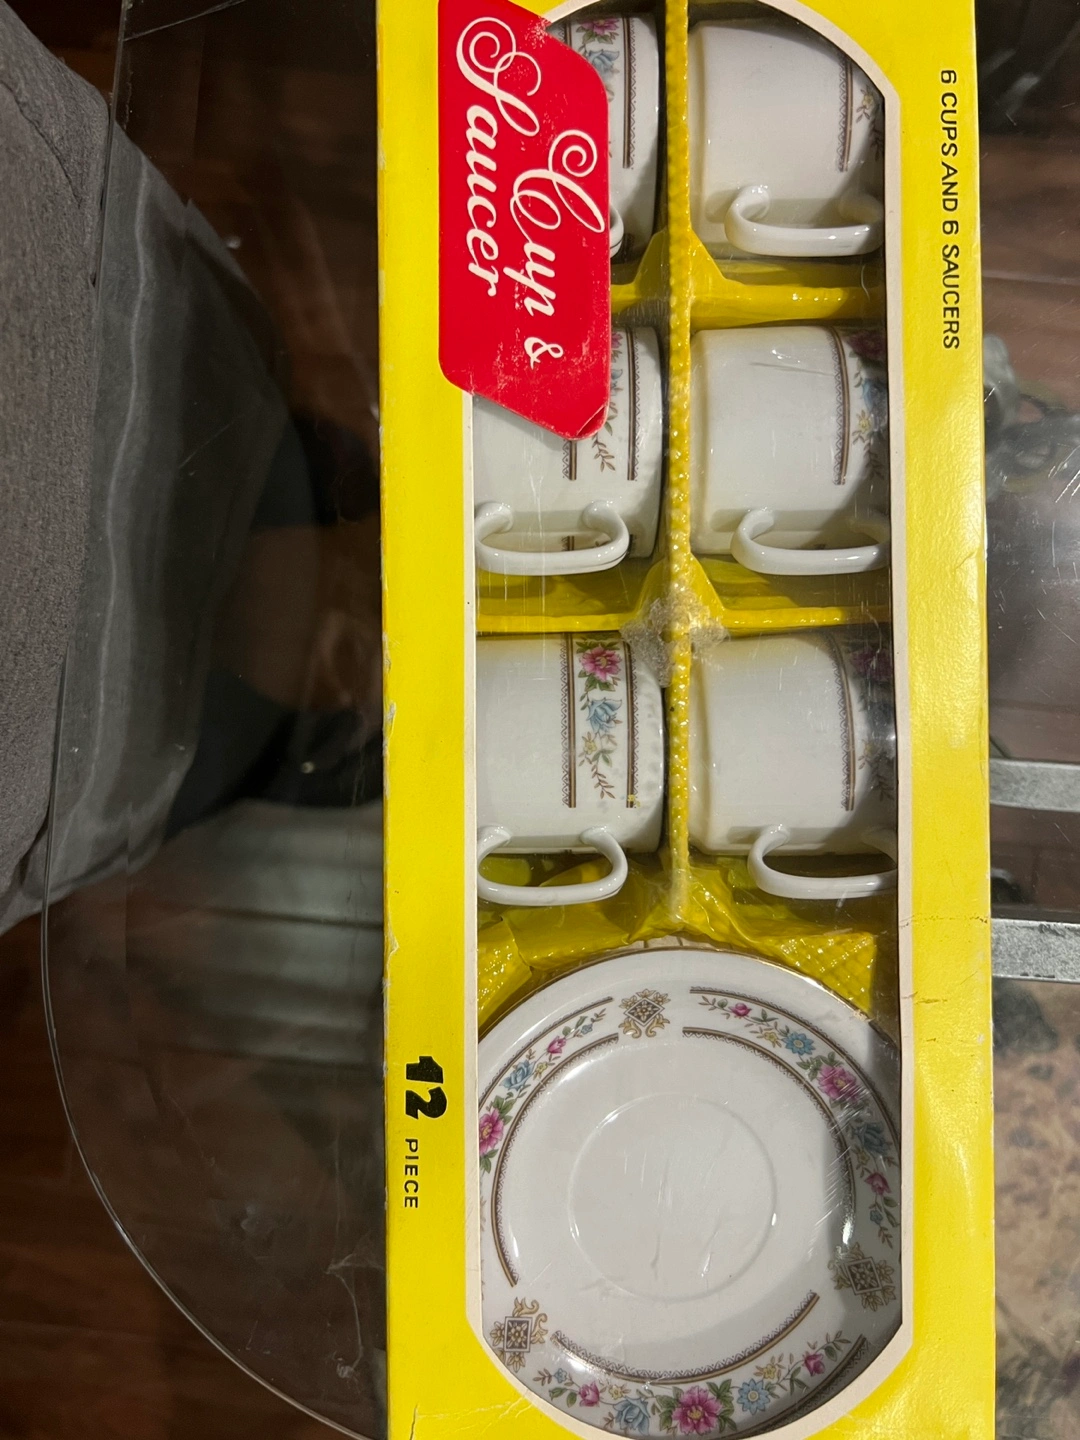 Cup &
Saucer
6 CUPS AND 6 SAUCERS
12 PIECE